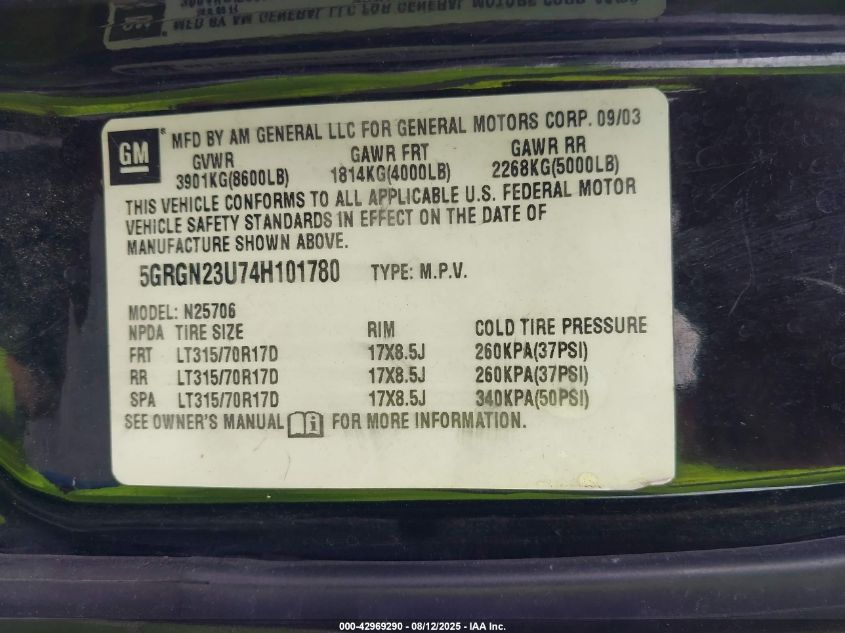 GM
MFD BY AM GENERAL LLC FOR GENERAL MOTORS CORP. 09/03
GVWR GAWR FRT GAWR RR
3901KG(8600LB) 1814KG(4000LB) 2268KG(5000LB)
THIS VEHICLE CONFORMS TO ALL APPLICABLE U.S. FEDERAL MOTOR
VEHICLE SAFETY STANDARDS IN EFFECT ON THE DATE OF
MANUFACTURE SHOWN ABOVE.
5GRGN23U74H101780 TYPE: M.P.V.
MODEL: N25706
NPDA TIRE SIZE RIM COLD TIRE PRESSURE
FRT LT315/70R17D 17X8.5J 260KPA(37PSI)
RR LT315/70R17D 17X8.5J 260KPA(37PSI)
SPA LT315/70R17D 17X8.5J 340KPA(50PSI)
SEE OWNER'S MANUAL FOR MORE INFORMATION.
000-42969290 - 08/12/2025 - IAA Inc.